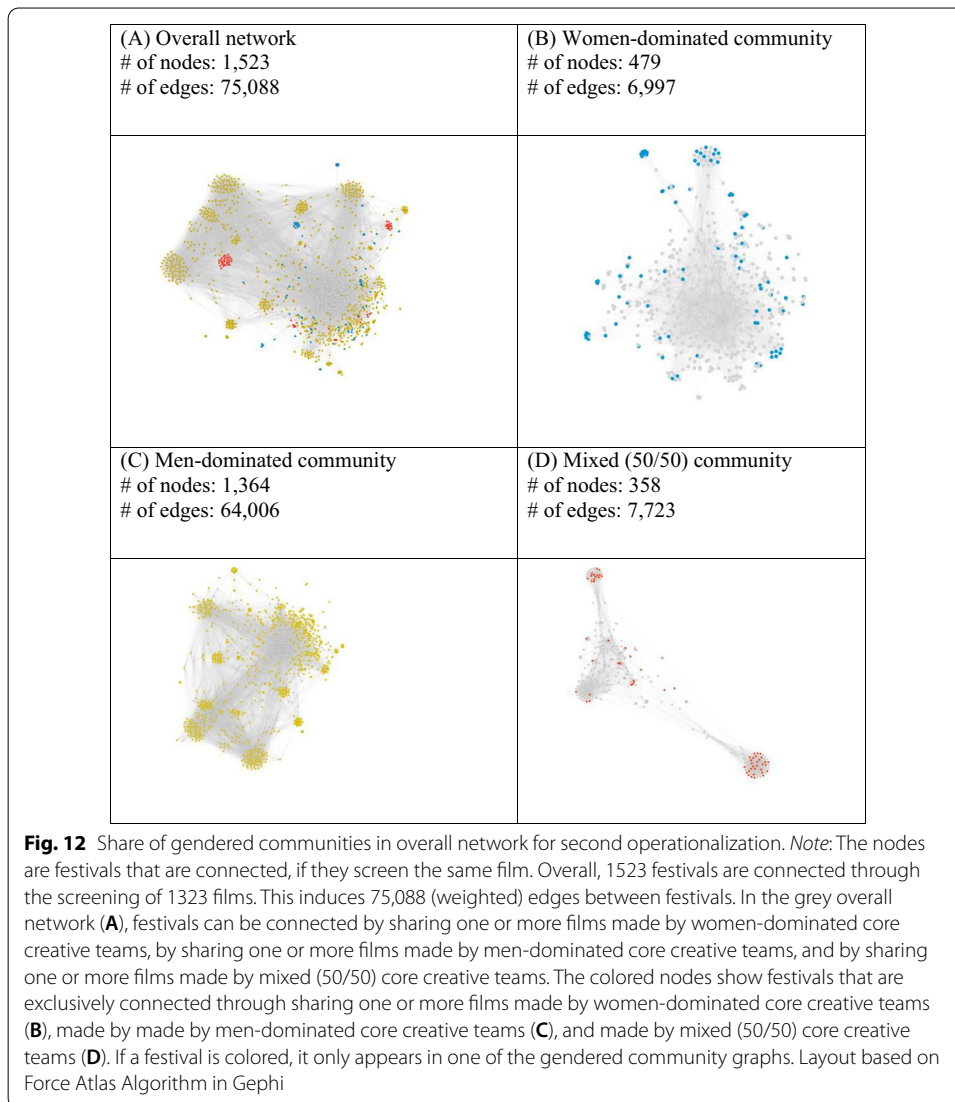 (A) Overall network
# of nodes: 1,523
# of edges: 75,088
(B) Women-dominated community
# of nodes: 479
# of edges: 6,997
(C) Men-dominated community
# of nodes: 1,364
# of edges: 64,006
(D) Mixed (50/50) community
# of nodes: 358
# of edges: 7,723
Fig. 12 Share of gendered communities in overall network for second operationalization. Note: The nodes
are festivals that are connected, if they screen the same film. Overall, 1523 festivals are connected through
the screening of 1323 films. This induces 75,088 (weighted) edges between festivals. In the grey overall
network (A), festivals can be connected by sharing one or more films made by women-dominated core
creative teams, by sharing one or more films made by men-dominated core creative teams, and by sharing
one or more films made by mixed (50/50) core creative teams. The colored nodes show festivals that are
exclusively connected through sharing one or more films made by women-dominated core creative teams
(B), made by made by men-dominated core creative teams (C), and made by mixed (50/50) core creative
teams (D). If a festival is colored, it only appears in one of the gendered community graphs. Layout based on
Force Atlas Algorithm in Gephi